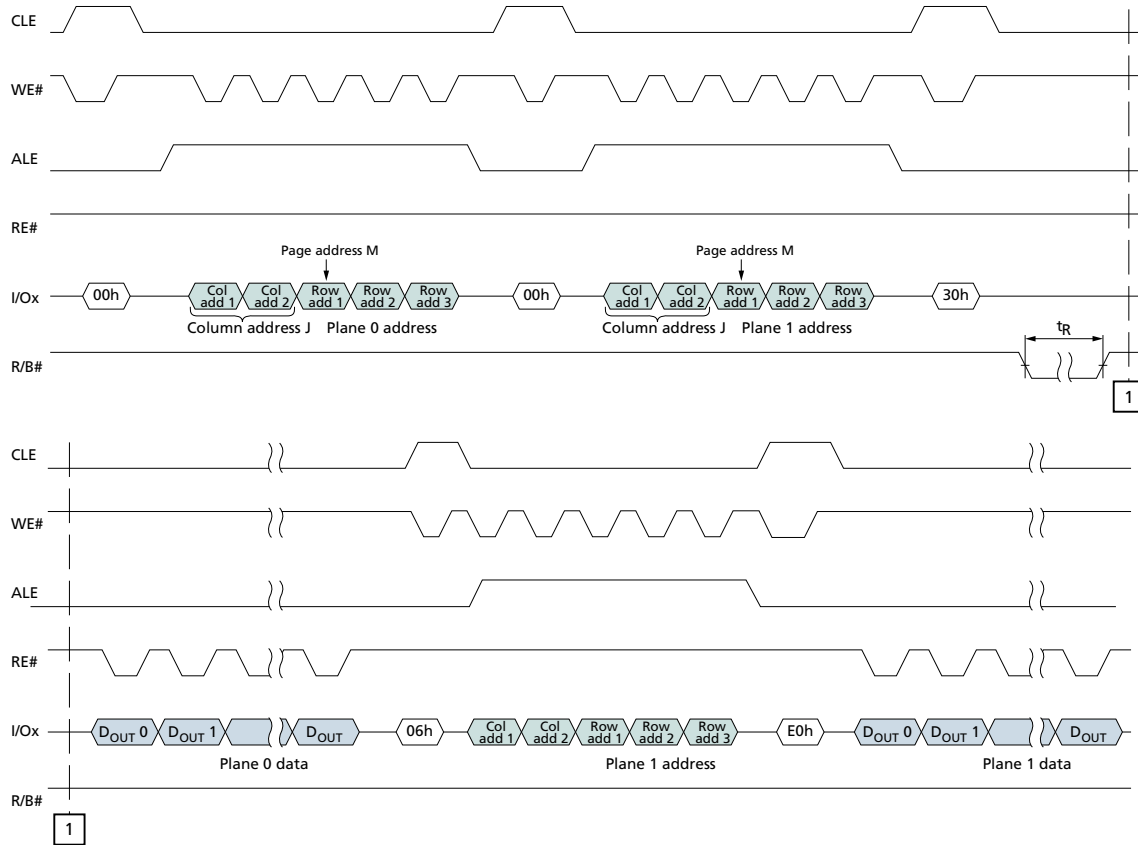 CLE
WE#
ALE
RE#
Page address M Page address M
I/Ox 00h Col add 1 Col add 2 Row add 1 Row add 2 Row add 3 00h Col add 1 Col add 2 Row add 1 Row add 2 Row add 3 30h
Column address J Plane 0 address Column address J Plane 1 address
tR
R/B#
1
CLE
WE#
ALE
RE#
I/Ox DOUT 0 DOUT 1 DOUT 06h Col add 1 Col add 2 Row add 1 Row add 2 Row add 3 E0h DOUT 0 DOUT 1 DOUT
Plane 0 data Plane 1 address Plane 1 data
R/B#
1